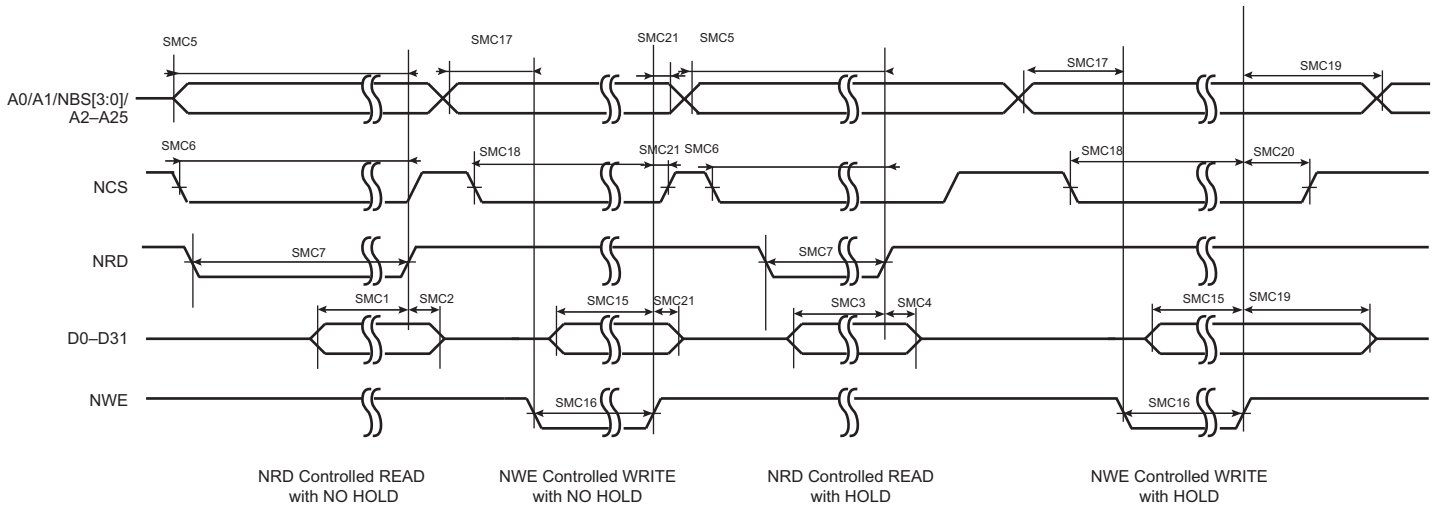 SMC5
SMC17
SMC21
SMC5
SMC17
SMC19
A0/A1/NBS[3:0]/
A2–A25
SMC6
SMC18
SMC21
SMC6
SMC18
SMC20
NCS
NRD
SMC7
SMC7
SMC1
SMC2
SMC15
SMC21
SMC3
SMC4
SMC15
SMC19
D0–D31
NWE
SMC16
SMC16
NRD Controlled READ
with NO HOLD
NWE Controlled WRITE
with NO HOLD
NRD Controlled READ
with HOLD
NWE Controlled WRITE
with HOLD